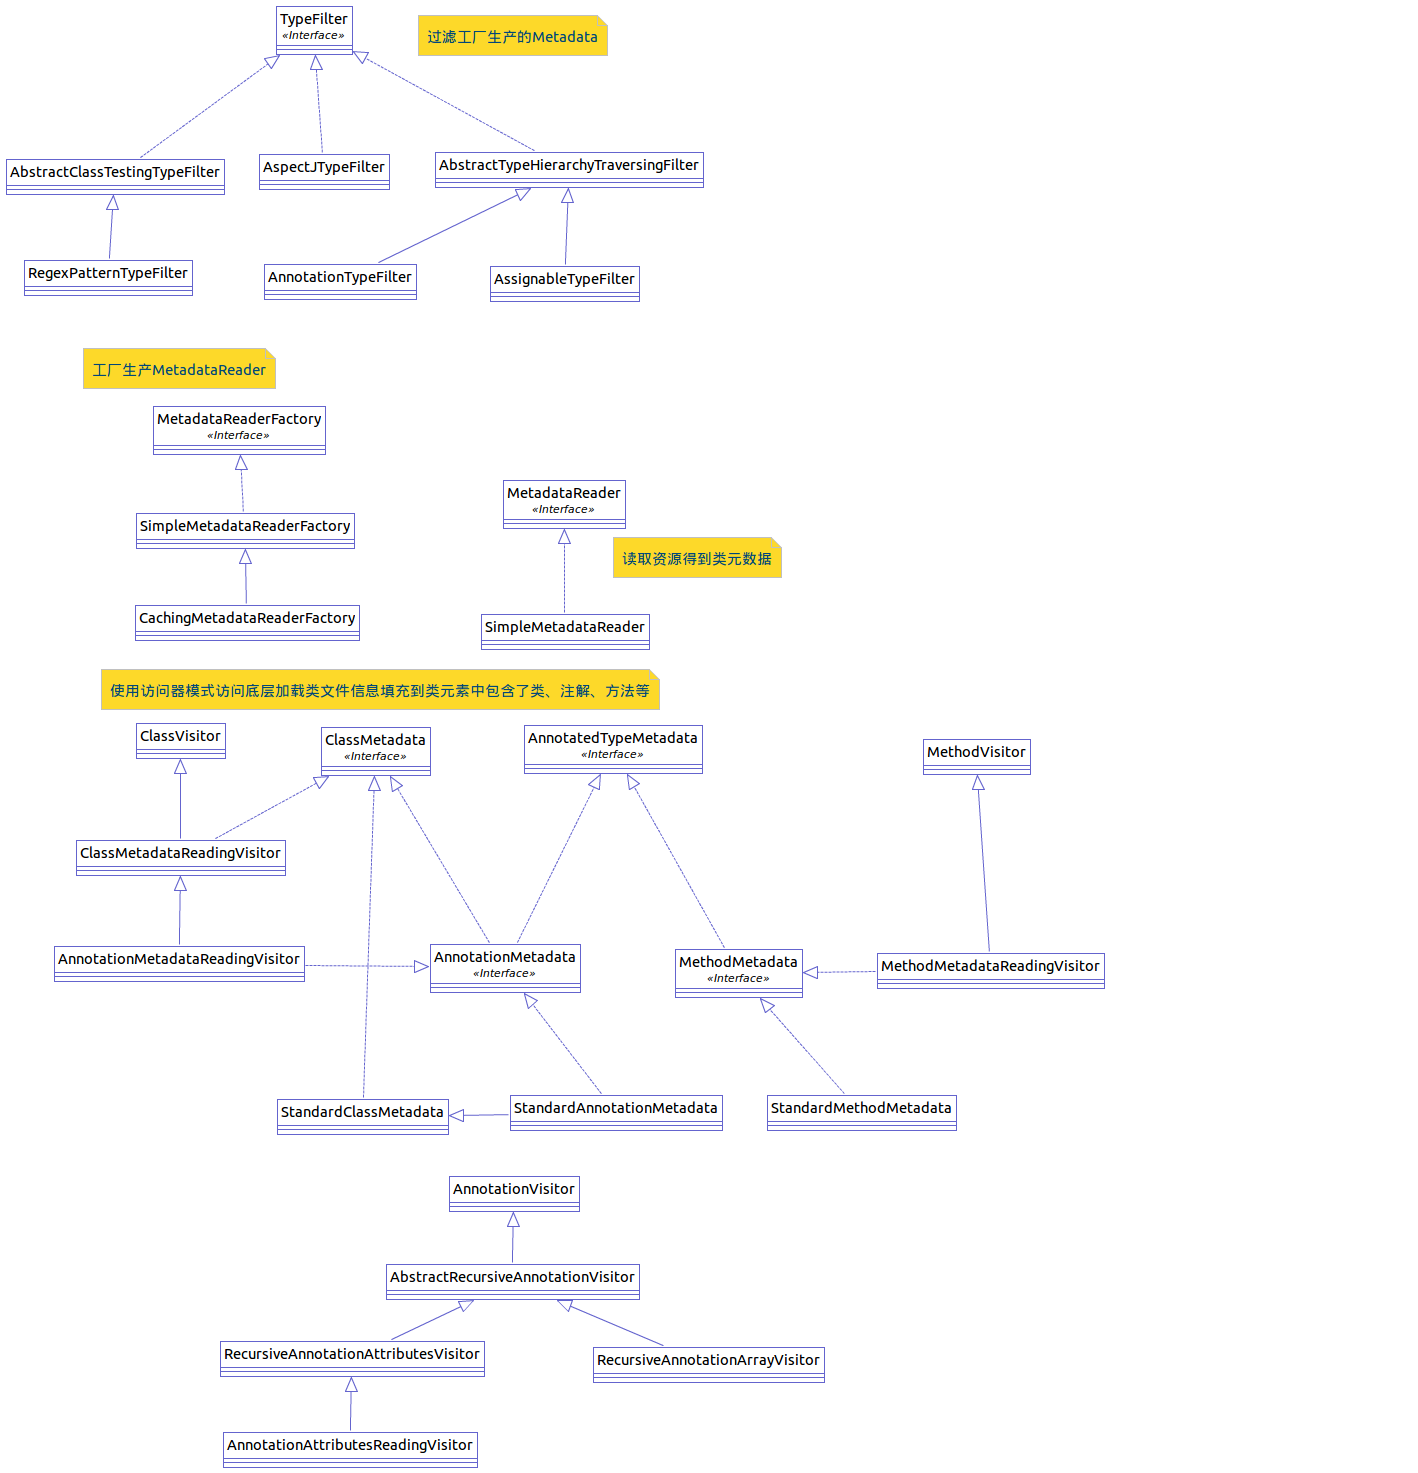 TypeFilter
«Interface»
过滤工厂生产的Metadata
AbstractClassTestingTypeFilter
AspectJTypeFilter
AbstractTypeHierarchyTraversingFilter
RegexPatternTypeFilter
AnnotationTypeFilter
AssignableTypeFilter
工厂生产MetadataReader
MetadataReaderFactory
«Interface»
MetadataReader
«Interface»
SimpleMetadataReaderFactory
读取资源得到类元数据
CachingMetadataReaderFactory
SimpleMetadataReader
使用访问器模式访问底层加载类文件信息填充到类元素中包含了类、注解、方法等
ClassVisitor
ClassMetadata
«Interface»
AnnotatedTypeMetadata
«Interface»
MethodVisitor
ClassMetadataReadingVisitor
AnnotationMetadataReadingVisitor
AnnotationMetadata
«Interface»
MethodMetadata
«Interface»
MethodMetadataReadingVisitor
StandardClassMetadata
StandardAnnotationMetadata
StandardMethodMetadata
AnnotationVisitor
AbstractRecursiveAnnotationVisitor
RecursiveAnnotationAttributesVisitor
RecursiveAnnotationArrayVisitor
AnnotationAttributesReadingVisitor